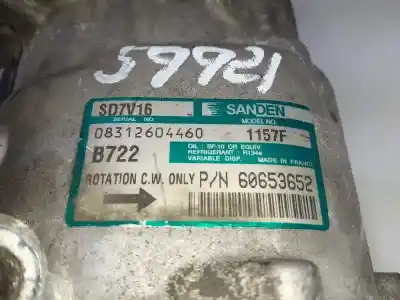 59921
SD7V16 SANDEN
SERIAL NO. MODEL NO.
08312604460 1157F
B722
OIL : SP-10 OR EQUIV
REFRIGERANT : R134a
VARIABLE DISP. MADE IN FRANCE
ROTATION C.W. ONLY P/N 60653652